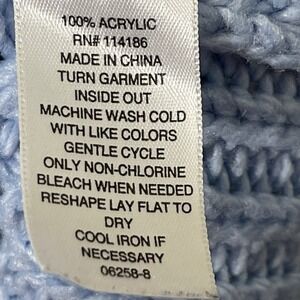 100% ACRYLIC
RN# 114186
MADE IN CHINA
TURN GARMENT
INSIDE OUT
MACHINE WASH COLD
WITH LIKE COLORS
GENTLE CYCLE
ONLY NON-CHLORINE
BLEACH WHEN NEEDED
RESHAPE LAY FLAT TO
DRY
COOL IRON IF
NECESSARY
06258-8